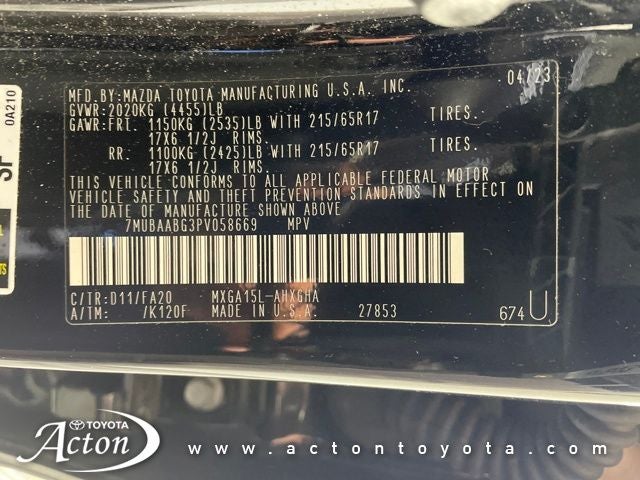 MFD.BY:MAZDA TOYOTA MANUFACTURING U.S.A. INC. 04/23
GVWR:2020KG (4455)LB
GAWR:FRT. 1150KG (2535)LB WITH 215/65R17 TIRES.
17X6 1/2J RIMS.
RR. 1100KG (2425)LB WITH 215/65R17 TIRES.
17X6 1/2J RIMS.
THIS VEHICLE CONFORMS TO ALL APPLICABLE FEDERAL MOTOR
VEHICLE SAFETY AND THEFT PREVENTION STANDARDS IN EFFECT ON
THE DATE OF MANUFACTURE SHOWN ABOVE
7MUBAABG3PV058669 MPV
C/TR:D11/FA20 MXGA15L-AHXGHA
A/TM: /K120F MADE IN U.S.A. 27853 674U
0A210
TOYOTA
Acton
www.actontoyota.com